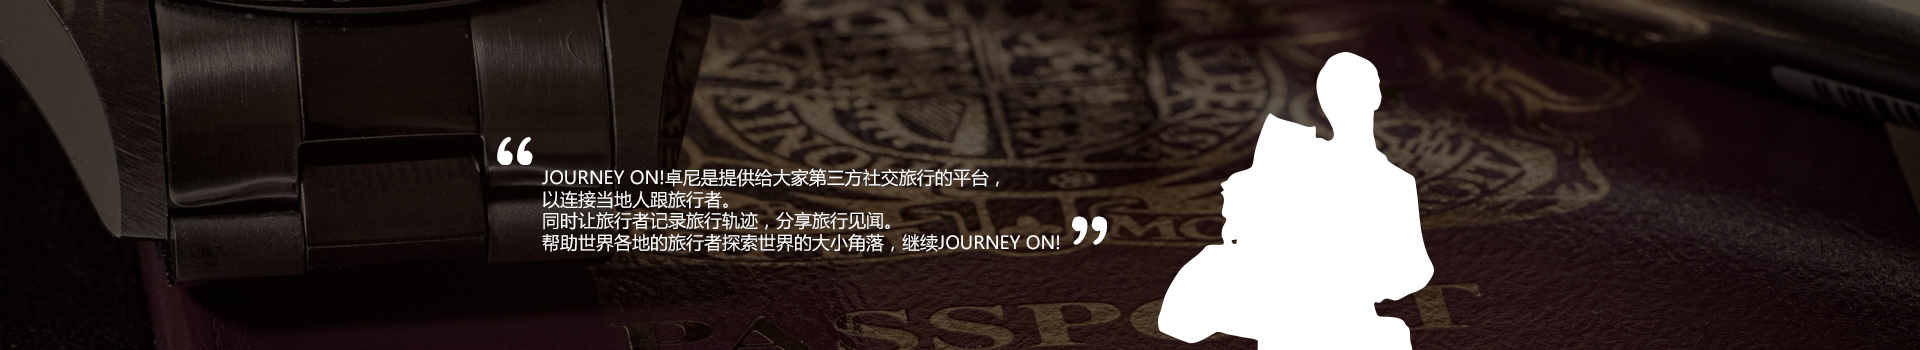 “
JOURNEY ON!卓尼是提供给大家第三方社交旅行的平台，
以连接当地人跟旅行者。
同时让旅行者记录旅行轨迹，分享旅行见闻。
帮助世界各地的旅行者探索世界的大小角落，继续JOURNEY ON!
”